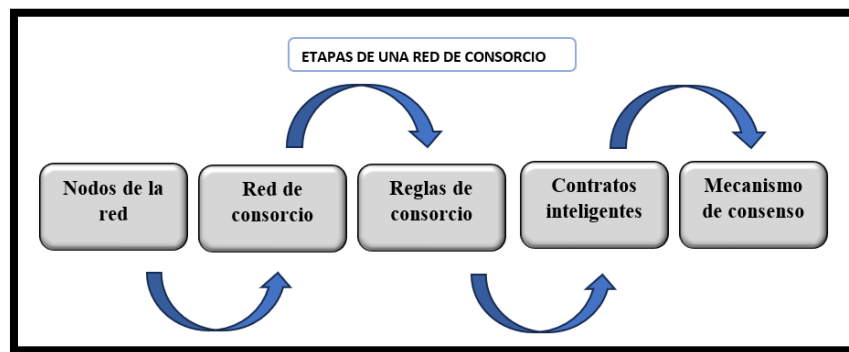 ETAPAS DE UNA RED DE CONSORCIO
Nodos de la
red
Red de
consorcio
Reglas de
consorcio
Contratos
inteligentes
Mecanismo
de consenso